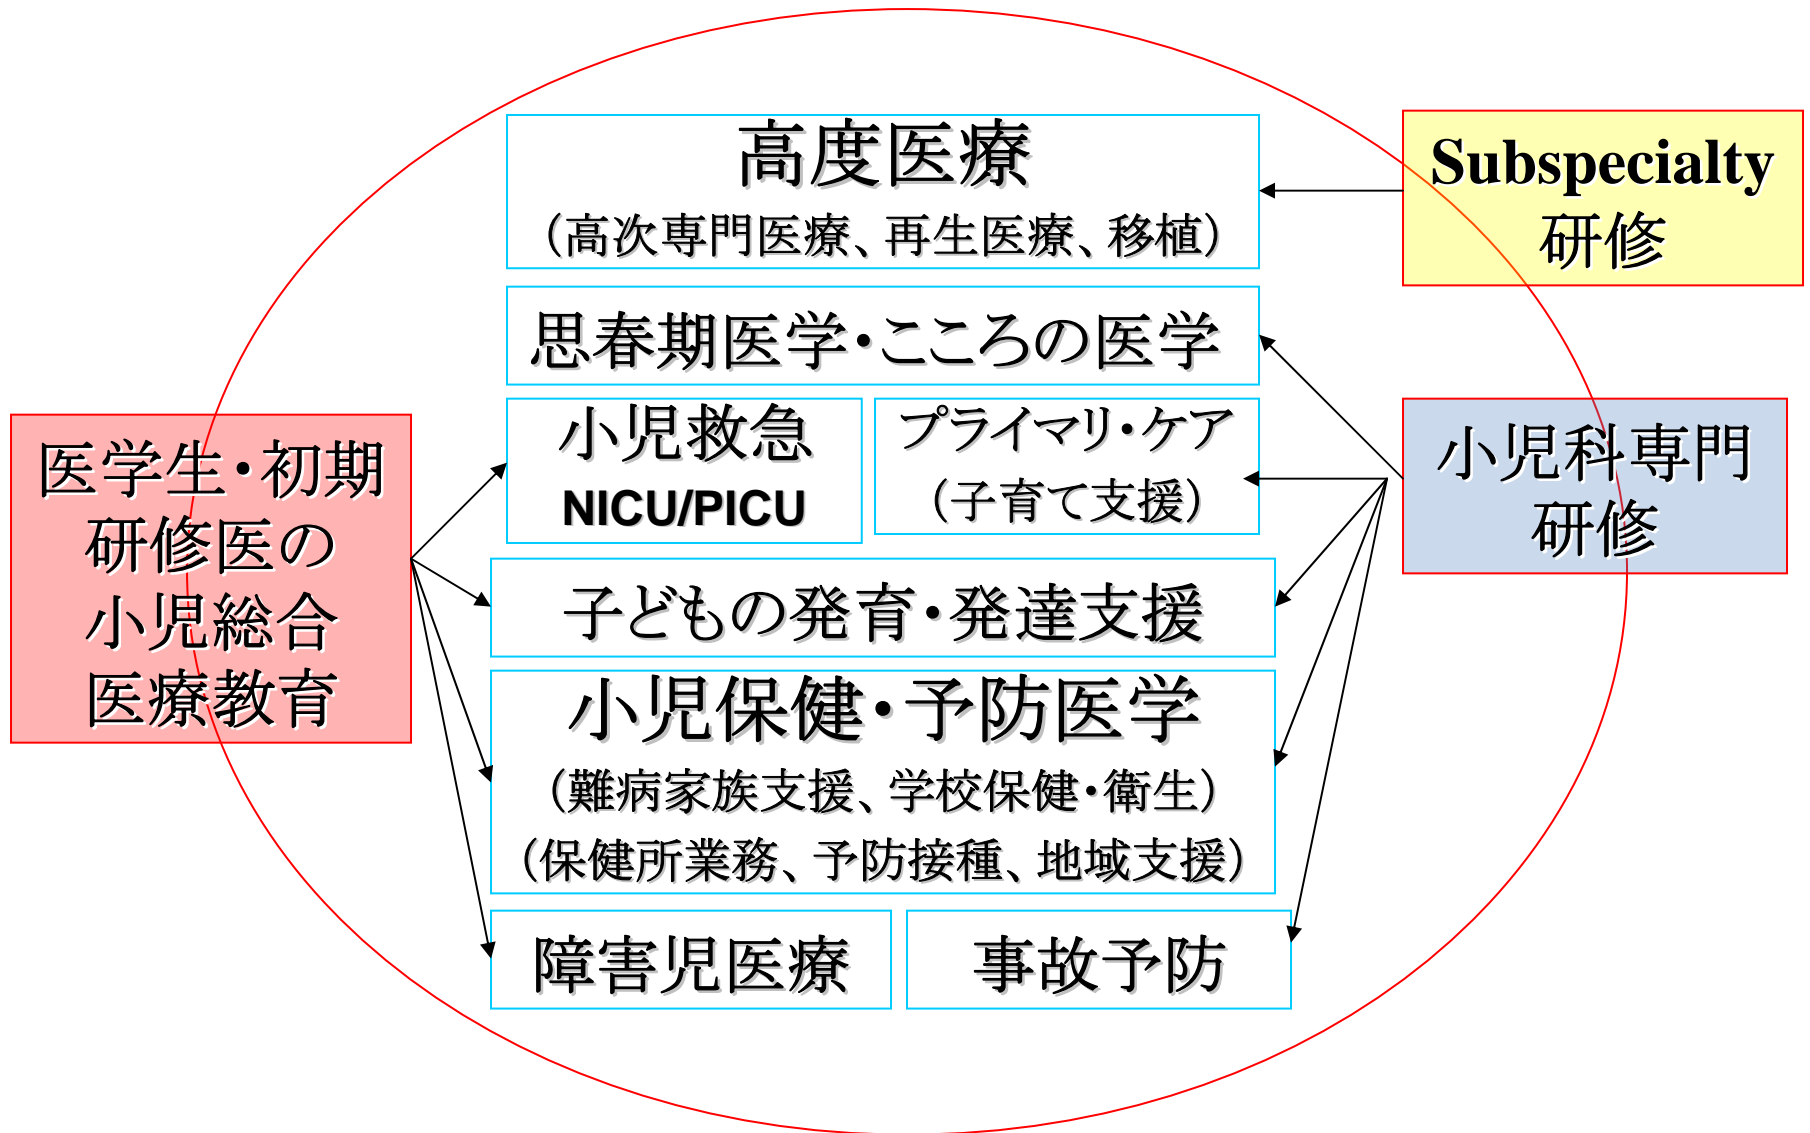 高度医療
（高次専門医療、再生医療、移植）
Subspecialty
研修
思春期医学・こころの医学
小児救急
NICU/PICU
プライマリ・ケア
（子育て支援）
小児科専門
研修
医学生・初期
研修医の
小児総合
医療教育
子どもの発育・発達支援
小児保健・予防医学
（難病家族支援、学校保健・衛生）
（保健所業務、予防接種、地域支援）
障害児医療
事故予防